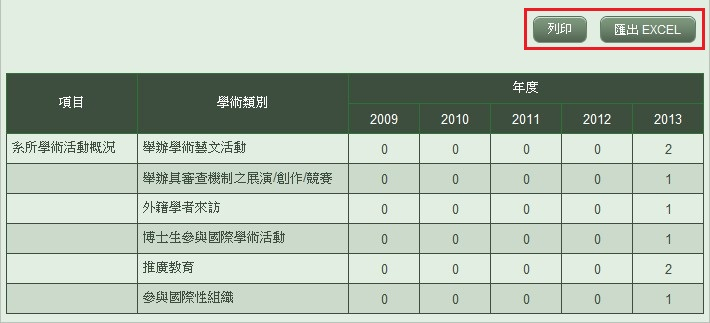 列印 匯出 EXCEL
項目 學術類別 年度
2009 2010 2011 2012 2013
系所學術活動概況 舉辦學術藝文活動 0 0 0 0 2
舉辦具審查機制之展演/創作/競賽 0 0 0 0 1
外籍學者來訪 0 0 0 0 1
博士生參與國際學術活動 0 0 0 0 1
推廣教育 0 0 0 0 2
參與國際性組織 0 0 0 0 1